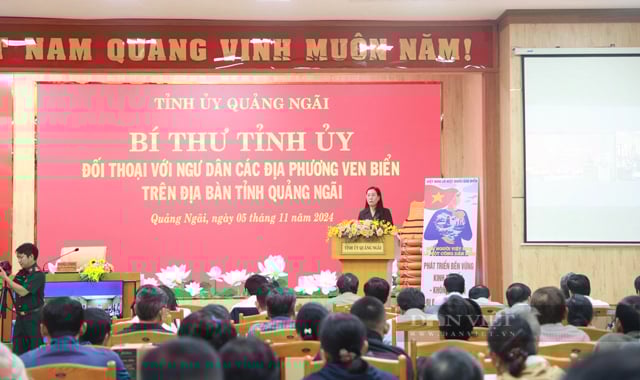 T NAM QUANG VINH MUÔN NĂM!
TỈNH ỦY QUẢNG NGÃI
BÍ THƯ TỈNH ỦY
ĐỐI THOẠI VỚI NGƯ DÂN CÁC ĐỊA PHƯƠNG VEN BIỂN
TRÊN ĐỊA BÀN TỈNH QUẢNG NGÃI
Quảng Ngãi, ngày 05 tháng 11 năm 2024
TỈNH ỦY QUẢNG NGÃI
PHÁT TRIỂN BỀN VỮNG
KINH
DANVIET